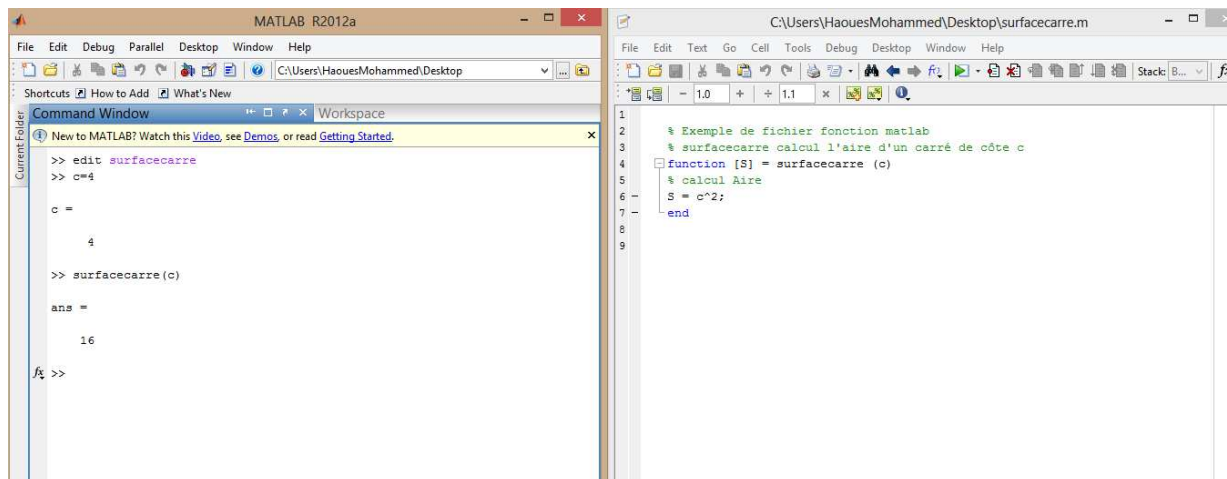 MATLAB R2012a
File Edit Debug Parallel Desktop Window Help
C:\Users\HaouesMohammed\Desktop
Shortcuts How to Add What's New
Current Folder
Command Window Workspace
New to MATLAB? Watch this Video, see Demos, or read Getting Started.
>> edit surfacecarre
>> c=4
c =
4
>> surfacecarre(c)
ans =
16
fx >>
C:\Users\HaouesMohammed\Desktop\surfacecarre.m
File Edit Text Go Cell Tools Debug Desktop Window Help
Stack: B...
- 1.0 + ÷ 1.1 ×
1
2 % Exemple de fichier fonction matlab
3 % surfacecarre calcul l'aire d'un carré de côte c
4 function [S] = surfacecarre (c)
5 % calcul Aire
6 - S = c^2;
7 - end
8
9